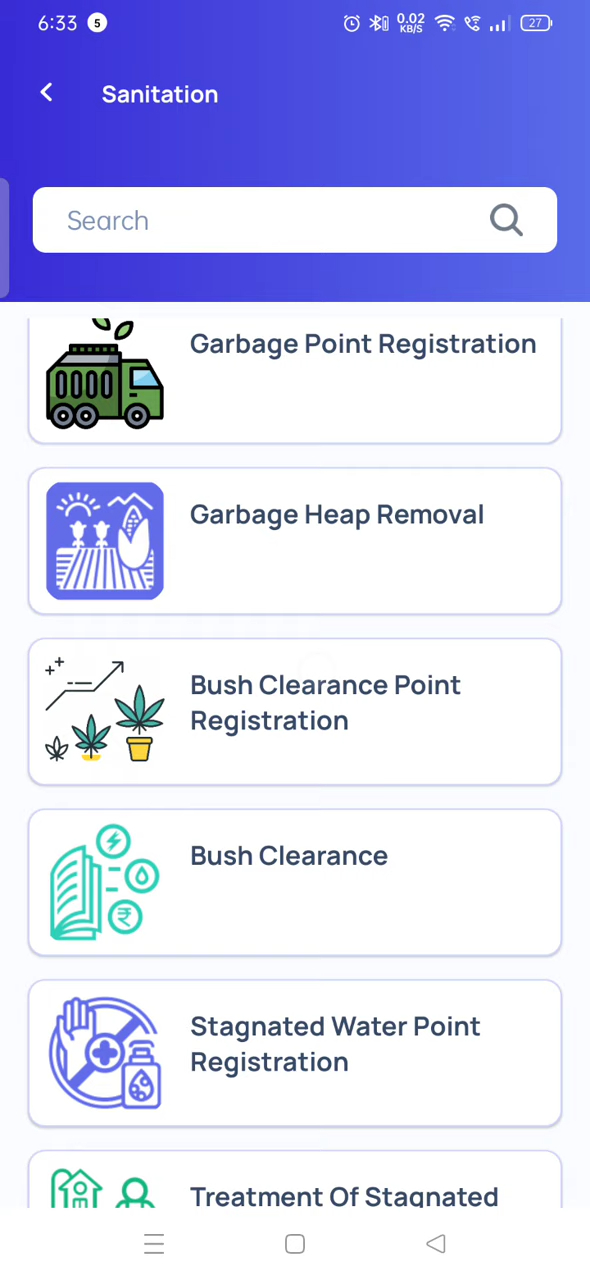 6:33 5 0.02 KB/S 27
Sanitation
Search
Garbage Point Registration
Garbage Heap Removal
Bush Clearance Point
Registration
Bush Clearance
Stagnated Water Point
Registration
Treatment Of Stagnated